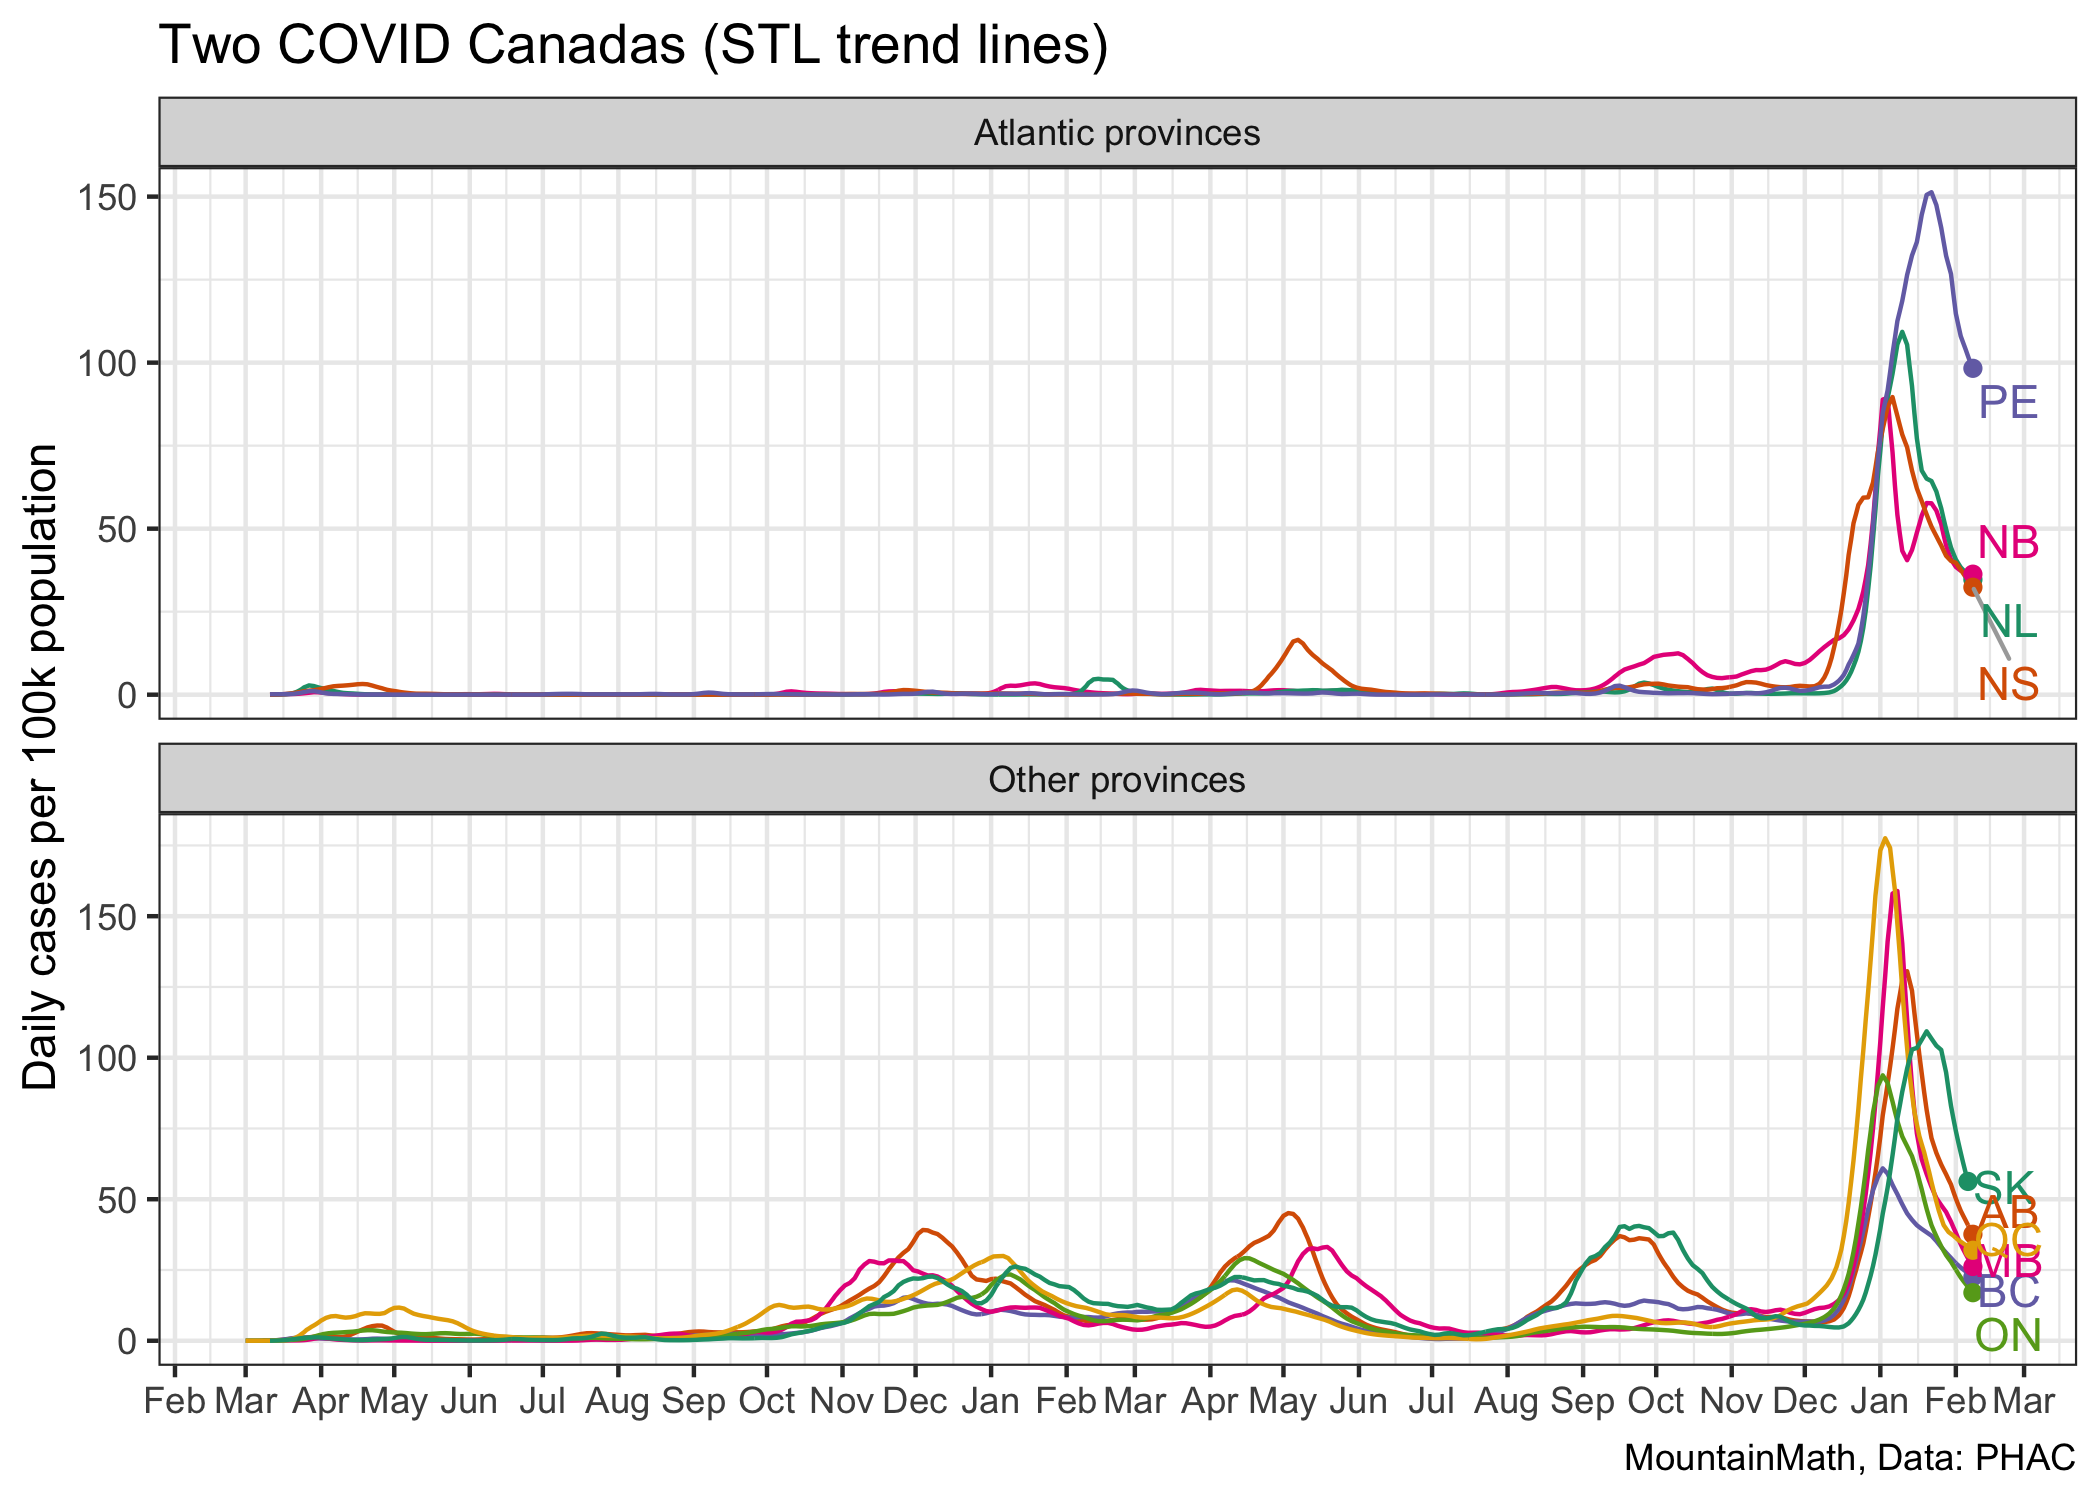 Two COVID Canadas (STL trend lines)
Atlantic provinces
150
100
50
0
PE
NB
NL
NS
Daily cases per 100k population
Other provinces
150
100
50
0
SK
AB
QC
MB
BC
ON
Feb Mar Apr May Jun Jul Aug Sep Oct Nov Dec Jan Feb Mar Apr May Jun Jul Aug Sep Oct Nov Dec Jan Feb Mar
MountainMath, Data: PHAC